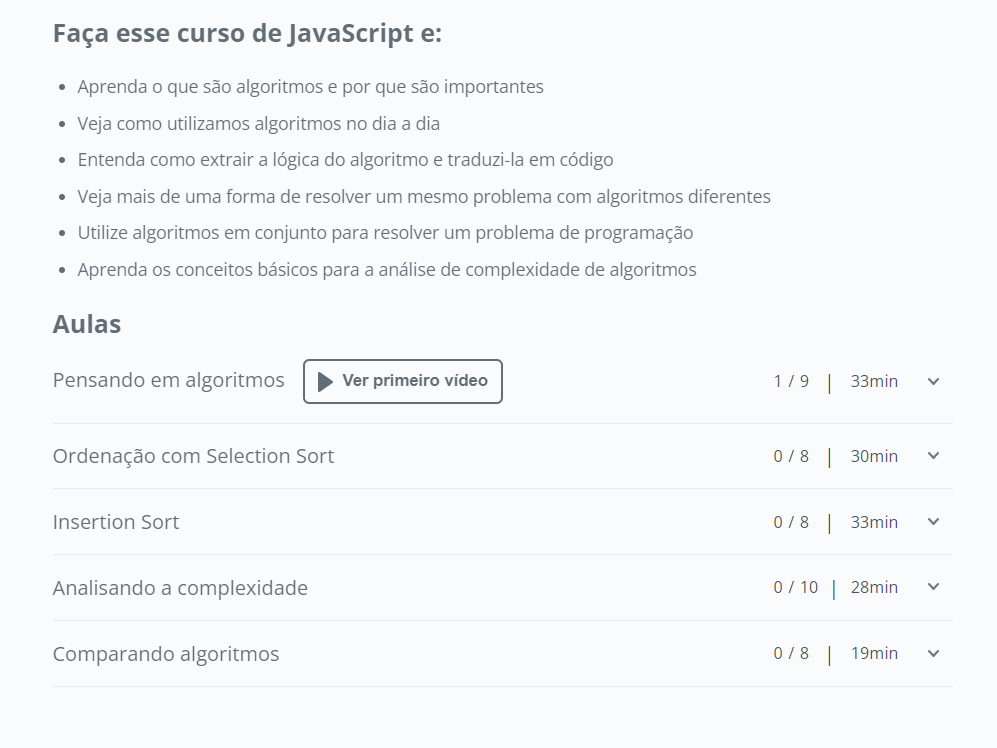 Faça esse curso de JavaScript e:
• Aprenda o que são algoritmos e por que são importantes
• Veja como utilizamos algoritmos no dia a dia
• Entenda como extrair a lógica do algoritmo e traduzi-la em código
• Veja mais de uma forma de resolver um mesmo problema com algoritmos diferentes
• Utilize algoritmos em conjunto para resolver um problema de programação
• Aprenda os conceitos básicos para a análise de complexidade de algoritmos
Aulas
Pensando em algoritmos Ver primeiro vídeo 1 / 9 | 33min
Ordenação com Selection Sort 0 / 8 | 30min
Insertion Sort 0 / 8 | 33min
Analisando a complexidade 0 / 10 | 28min
Comparando algoritmos 0 / 8 | 19min